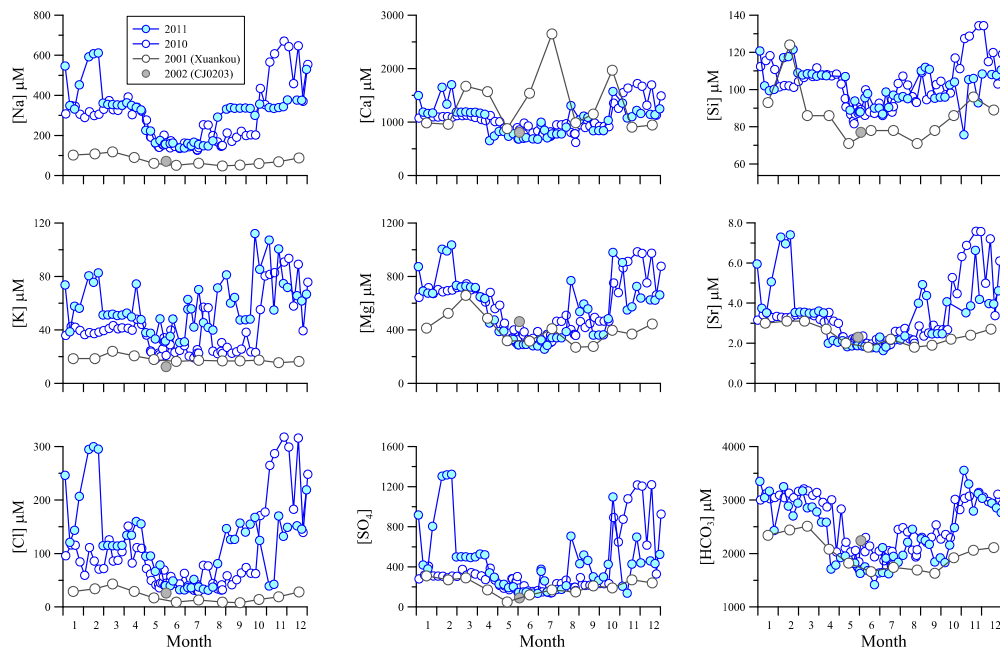 800
600
400
200
0
[Na] μM
2011
2010
2001 (Xuankou)
2002 (CJ0203)
3000
2000
1000
0
[Ca] μM
140
120
100
80
60
[Si] μM
120
80
40
0
[K] μM
1200
800
400
0
[Mg] μM
8.0
6.0
4.0
2.0
0.0
[Sr] μM
300
200
100
0
[Cl] μM
1 2 3 4 5 6 7 8 9 10 11 12
Month
1600
1200
800
400
0
[SO4]
1 2 3 4 5 6 7 8 9 10 11 12
Month
4000
3000
2000
1000
[HCO3] μM
1 2 3 4 5 6 7 8 9 10 11 12
Month